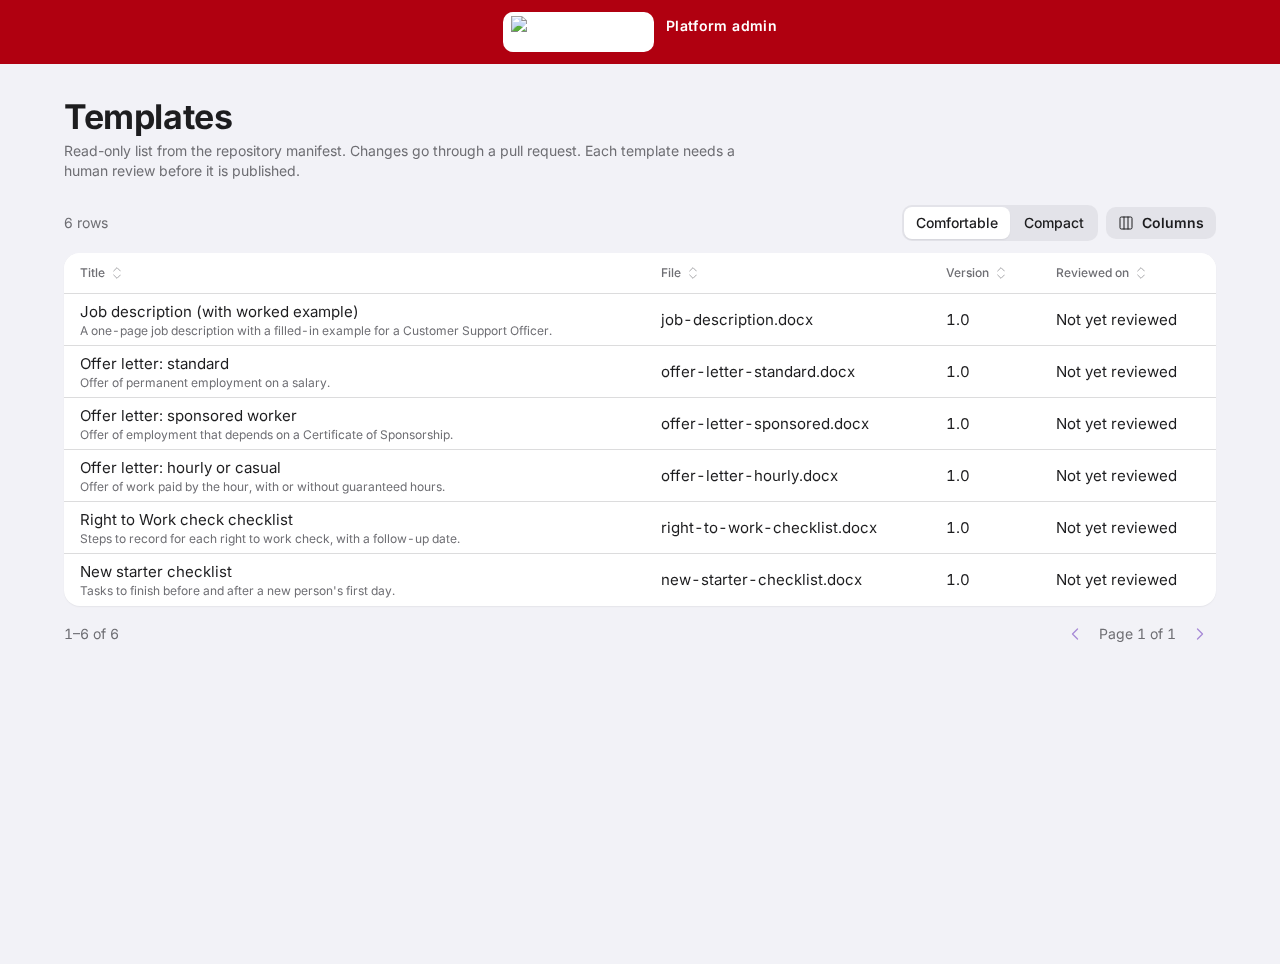 Platform admin
Templates
Read-only list from the repository manifest. Changes go through a pull request. Each template needs a
human review before it is published.
6 rows
Comfortable Compact Columns
Title File Version Reviewed on
Job description (with worked example)
A one-page job description with a filled-in example for a Customer Support Officer.
job-description.docx 1.0 Not yet reviewed
Offer letter: standard
Offer of permanent employment on a salary.
offer-letter-standard.docx 1.0 Not yet reviewed
Offer letter: sponsored worker
Offer of employment that depends on a Certificate of Sponsorship.
offer-letter-sponsored.docx 1.0 Not yet reviewed
Offer letter: hourly or casual
Offer of work paid by the hour, with or without guaranteed hours.
offer-letter-hourly.docx 1.0 Not yet reviewed
Right to Work check checklist
Steps to record for each right to work check, with a follow-up date.
right-to-work-checklist.docx 1.0 Not yet reviewed
New starter checklist
Tasks to finish before and after a new person's first day.
new-starter-checklist.docx 1.0 Not yet reviewed
1–6 of 6
Page 1 of 1